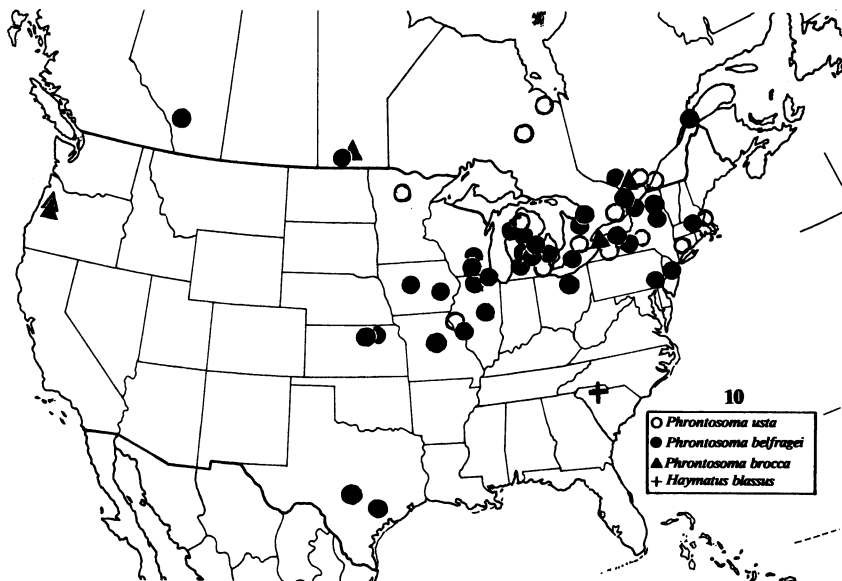 10
Phrontosoma usta
Phrontosoma belfragei
Phrontosoma brocca
Haymatus blassus